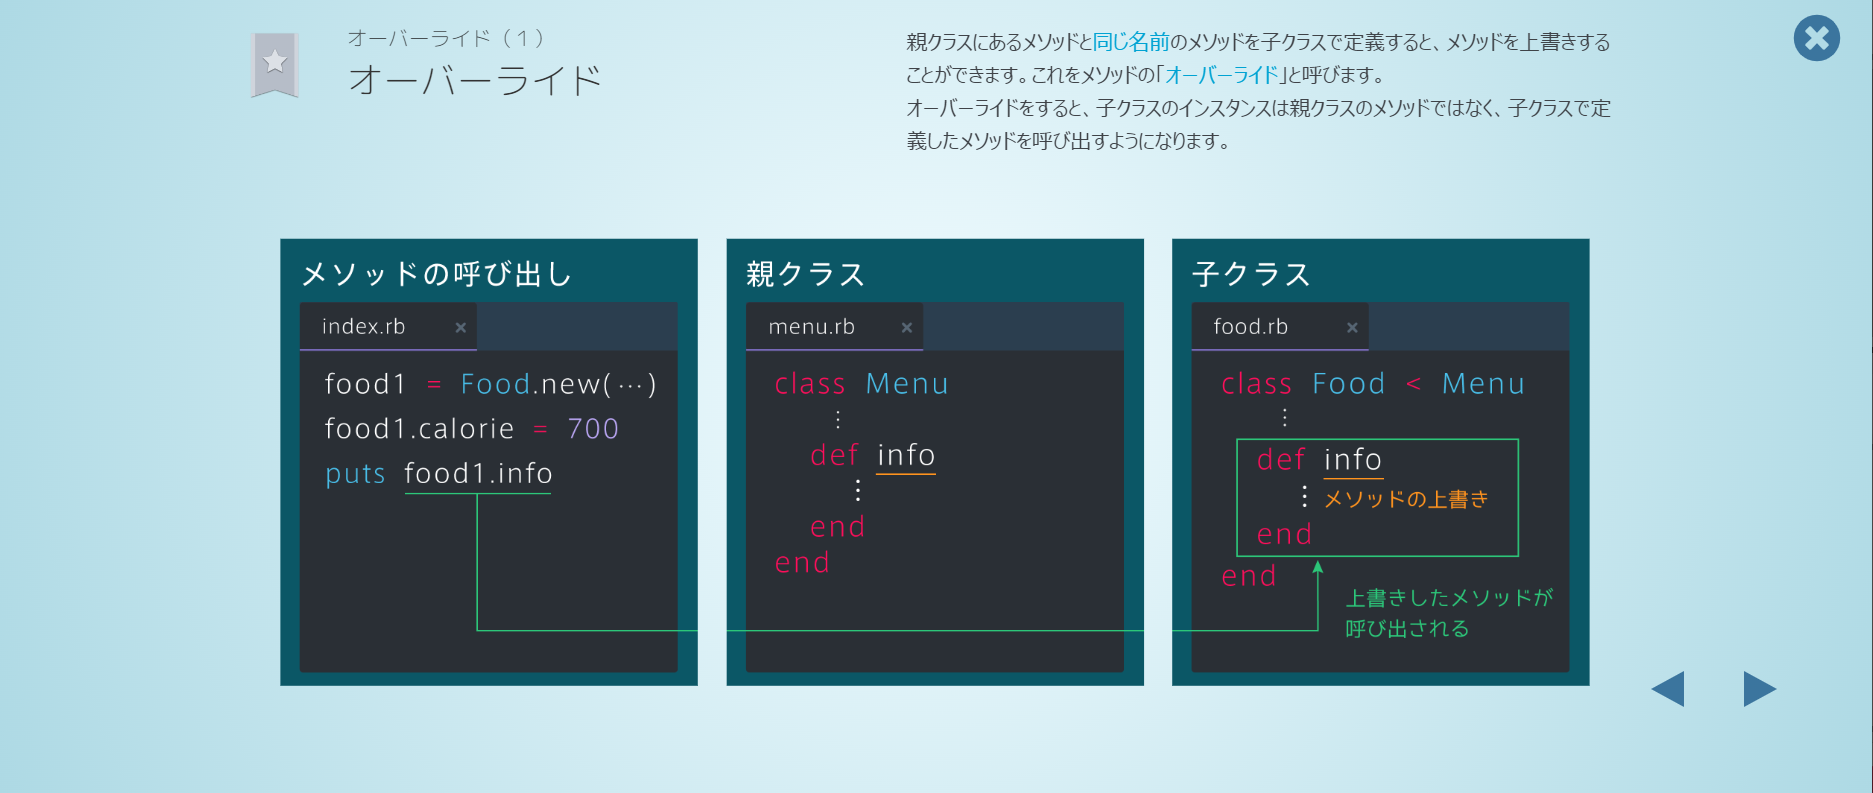 オーバーライド（１）
オーバーライド
親クラスにあるメソッドと同じ名前のメソッドを子クラスで定義すると、メソッドを上書きする
ことができます。これをメソッドの「オーバーライド」と呼びます。
オーバーライドをすると、子クラスのインスタンスは親クラスのメソッドではなく、子クラスで定
義したメソッドを呼び出すようになります。
メソッドの呼び出し
index.rb ×
food1 = Food.new(…)
food1.calorie = 700
puts food1.info
親クラス
menu.rb ×
class Menu
⋮
def info
⋮
end
end
子クラス
food.rb ×
class Food < Menu
⋮
def info
⋮ メソッドの上書き
end
end
上書きしたメソッドが
呼び出される